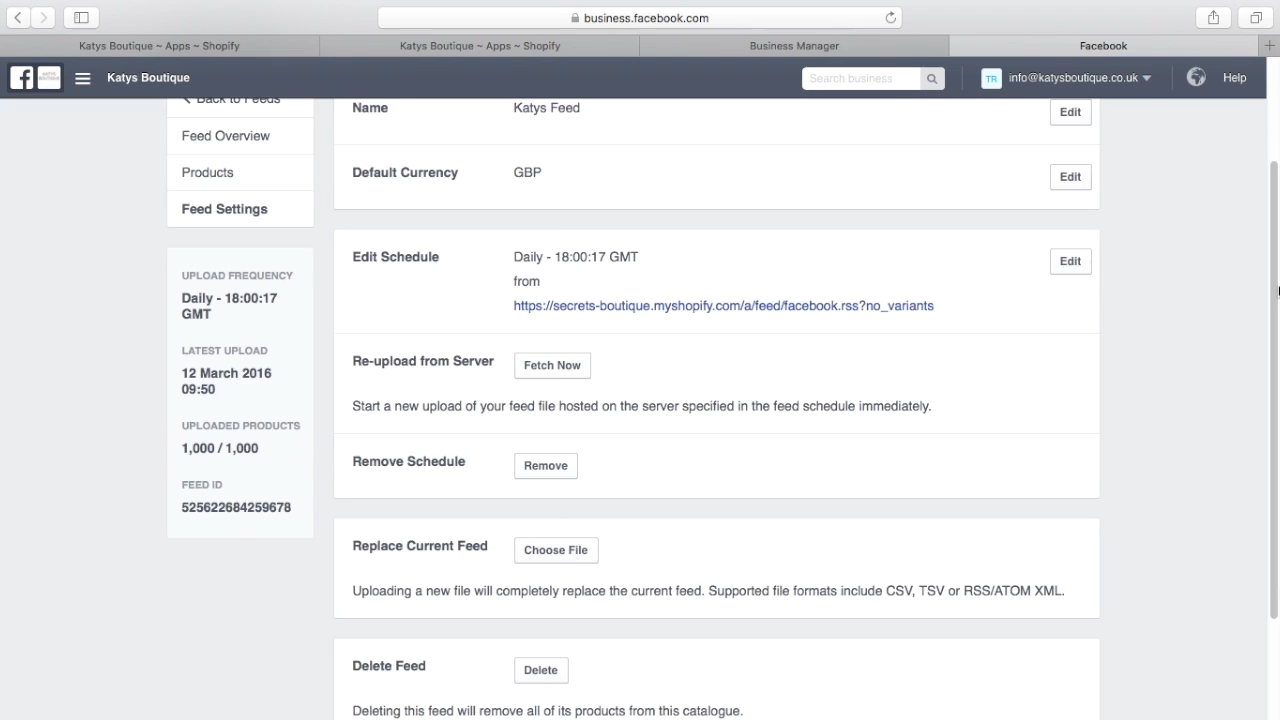 business.facebook.com
Katys Boutique ~ Apps ~ Shopify
Katys Boutique ~ Apps ~ Shopify
Business Manager
Facebook
Katys Boutique
Search business
TR
info@katysboutique.co.uk
Help
Back to Feeds
Feed Overview
Products
Feed Settings
UPLOAD FREQUENCY
Daily - 18:00:17
GMT
LATEST UPLOAD
12 March 2016
09:50
UPLOADED PRODUCTS
1,000 / 1,000
FEED ID
525622684259678
Name Katys Feed Edit
Default Currency GBP Edit
Edit Schedule Daily - 18:00:17 GMT Edit
from
https://secrets-boutique.myshopify.com/a/feed/facebook.rss?no_variants
Re-upload from Server Fetch Now
Start a new upload of your feed file hosted on the server specified in the feed schedule immediately.
Remove Schedule Remove
Replace Current Feed Choose File
Uploading a new file will completely replace the current feed. Supported file formats include CSV, TSV or RSS/ATOM XML.
Delete Feed Delete
Deleting this feed will remove all of its products from this catalogue.